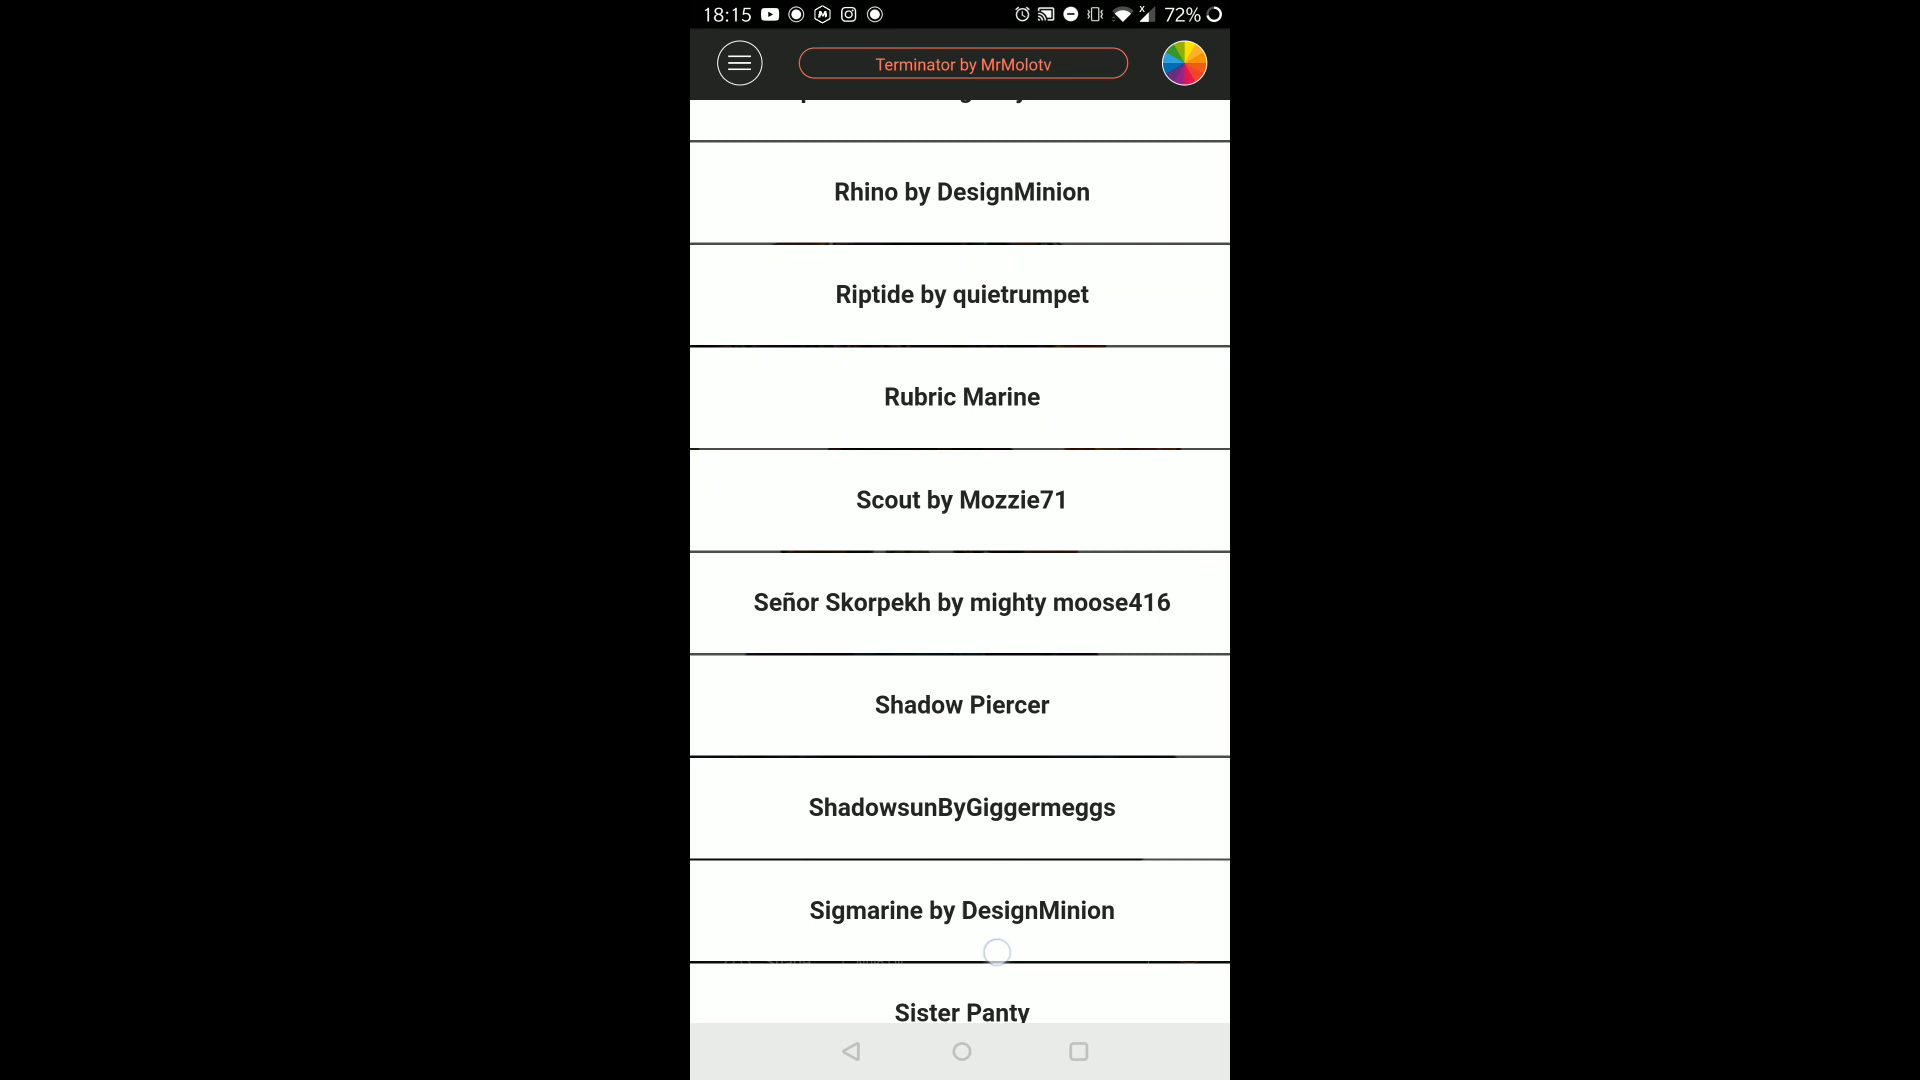 18:15
72%
Terminator by MrMolotv
Rhino by DesignMinion
Riptide by quietrumpet
Rubric Marine
Scout by Mozzie71
Señor Skorpekh by mighty moose416
Shadow Piercer
ShadowsunByGiggermeggs
Sigmarine by DesignMinion
Sister Panty